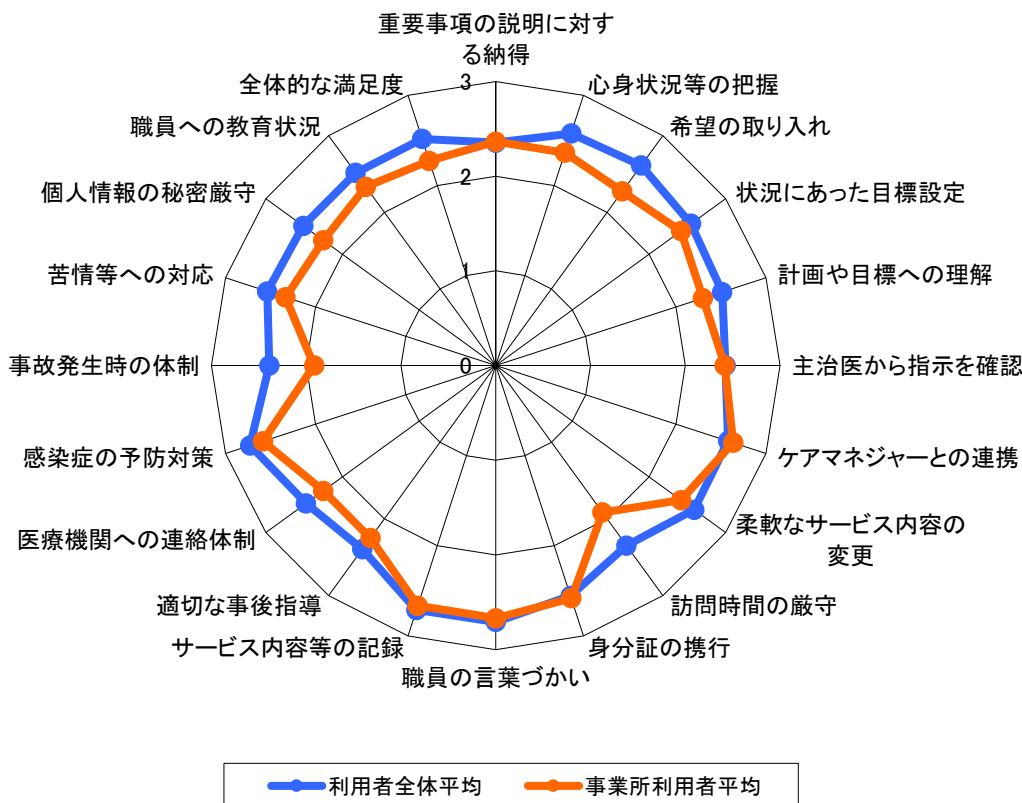 重要事項の説明に対す
る納得
心身状況等の把握
希望の取り入れ
状況にあった目標設定
計画や目標への理解
主治医から指示を確認
ケアマネジャーとの連携
柔軟なサービス内容の
変更
訪問時間の厳守
身分証の携行
職員の言葉づかい
サービス内容等の記録
適切な事後指導
医療機関への連絡体制
感染症の予防対策
事故発生時の体制
苦情等への対応
個人情報の秘密厳守
職員への教育状況
全体的な満足度
3
2
1
0
利用者全体平均
事業所利用者平均